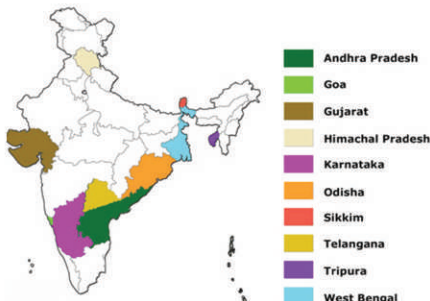 Andhra Pradesh
Goa
Gujarat
Himachal Pradesh
Karnataka
Odisha
Sikkim
Telangana
Tripura
West Bengal